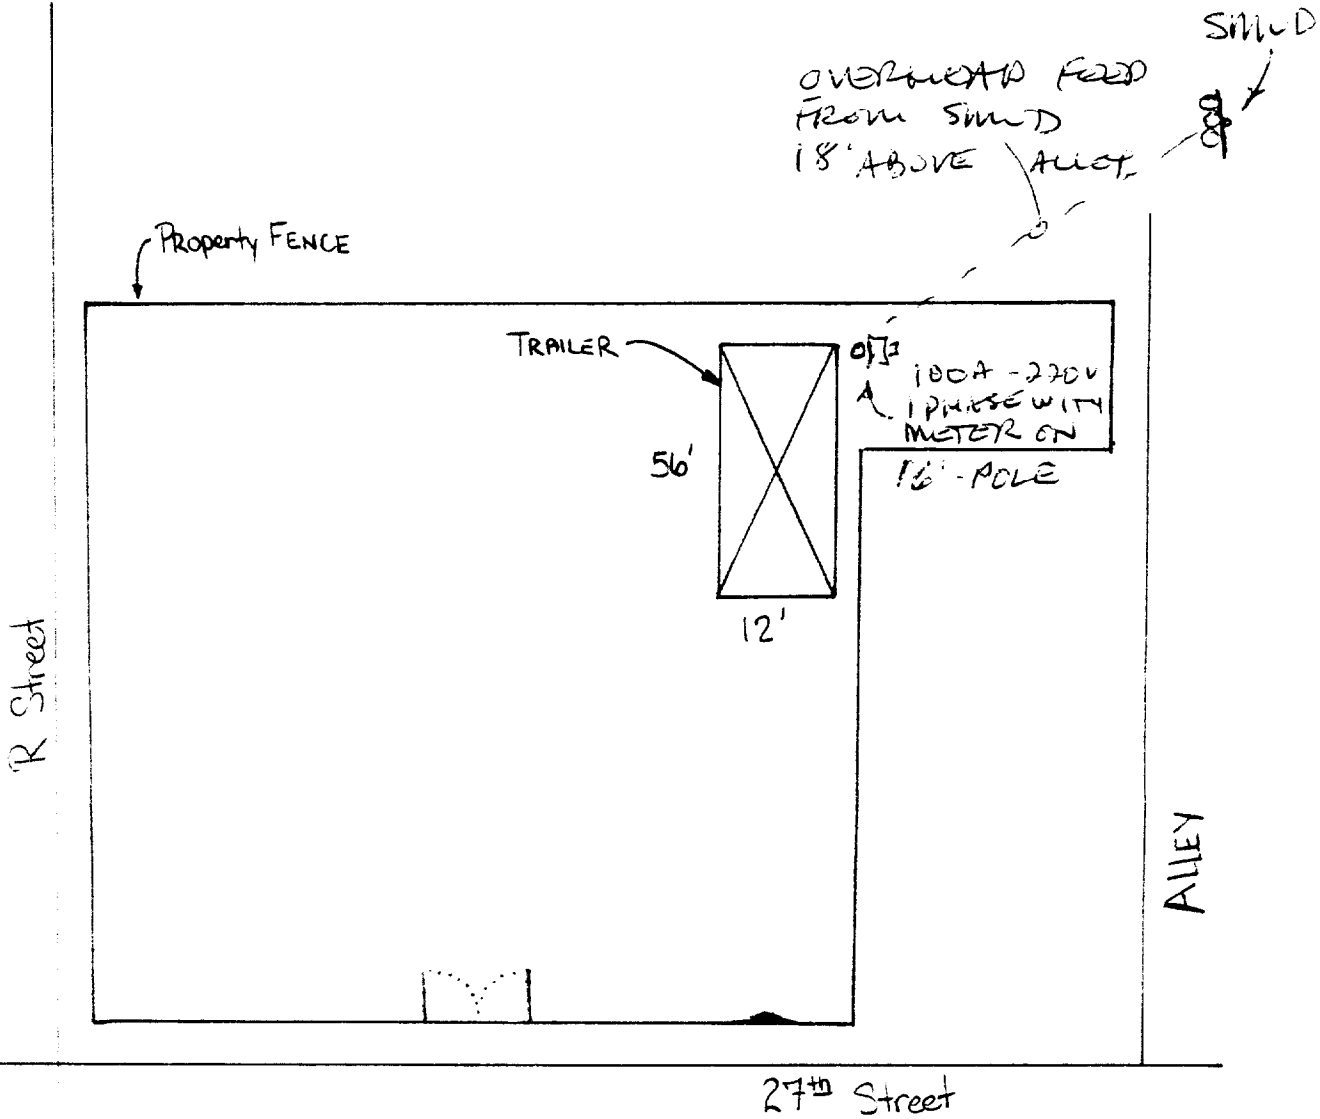 SMUD
OVERHEAD FEED
FROM SMUD
18' ABOVE ALLEY
Property FENCE
TRAILER
100A - 220V
1 PHASE WITH
METER ON
16' - POLE
56'
12'
R Street
ALLEY
27th Street